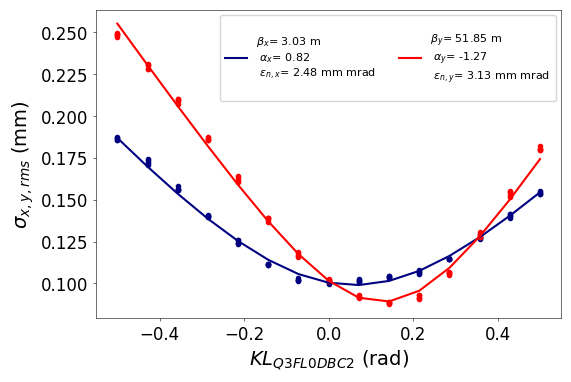 βx= 3.03 m
αx= 0.82
εn,x= 2.48 mm mrad
βy= 51.85 m
αy= -1.27
εn,y= 3.13 mm mrad
0.250
0.225
0.200
0.175
0.150
0.125
0.100
σx,y,rms (mm)
−0.4 −0.2 0.0 0.2 0.4
KLQ3FL0DBC2 (rad)